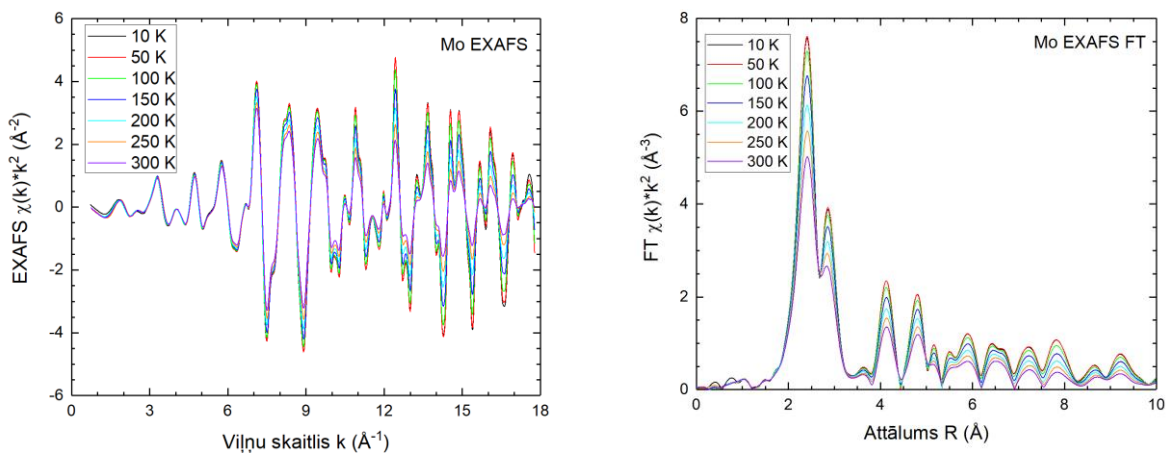 Mo EXAFS
10 K
50 K
100 K
150 K
200 K
250 K
300 K
EXAFS χ(k)*k² (Å⁻²)
6
4
2
0
-2
-4
-6
0 3 6 9 12 15 18
Viļņu skaitlis k (Å⁻¹)
Mo EXAFS FT
10 K
50 K
100 K
150 K
200 K
250 K
300 K
FT χ(k)*k² (Å⁻³)
8
6
4
2
0
0 2 4 6 8 10
Attālums R (Å)